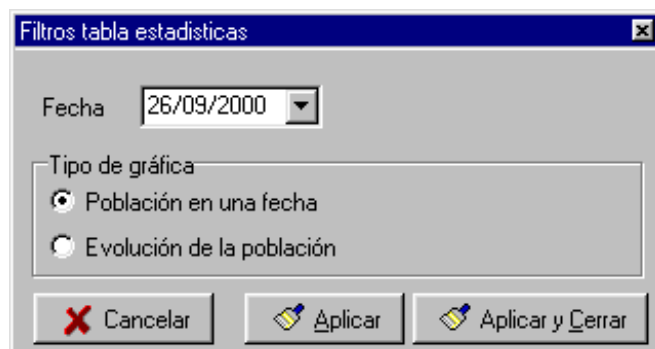 Filtros tabla estadisticas
Fecha 26/09/2000
Tipo de gráfica
Población en una fecha
Evolución de la población
Cancelar Aplicar Aplicar y Cerrar